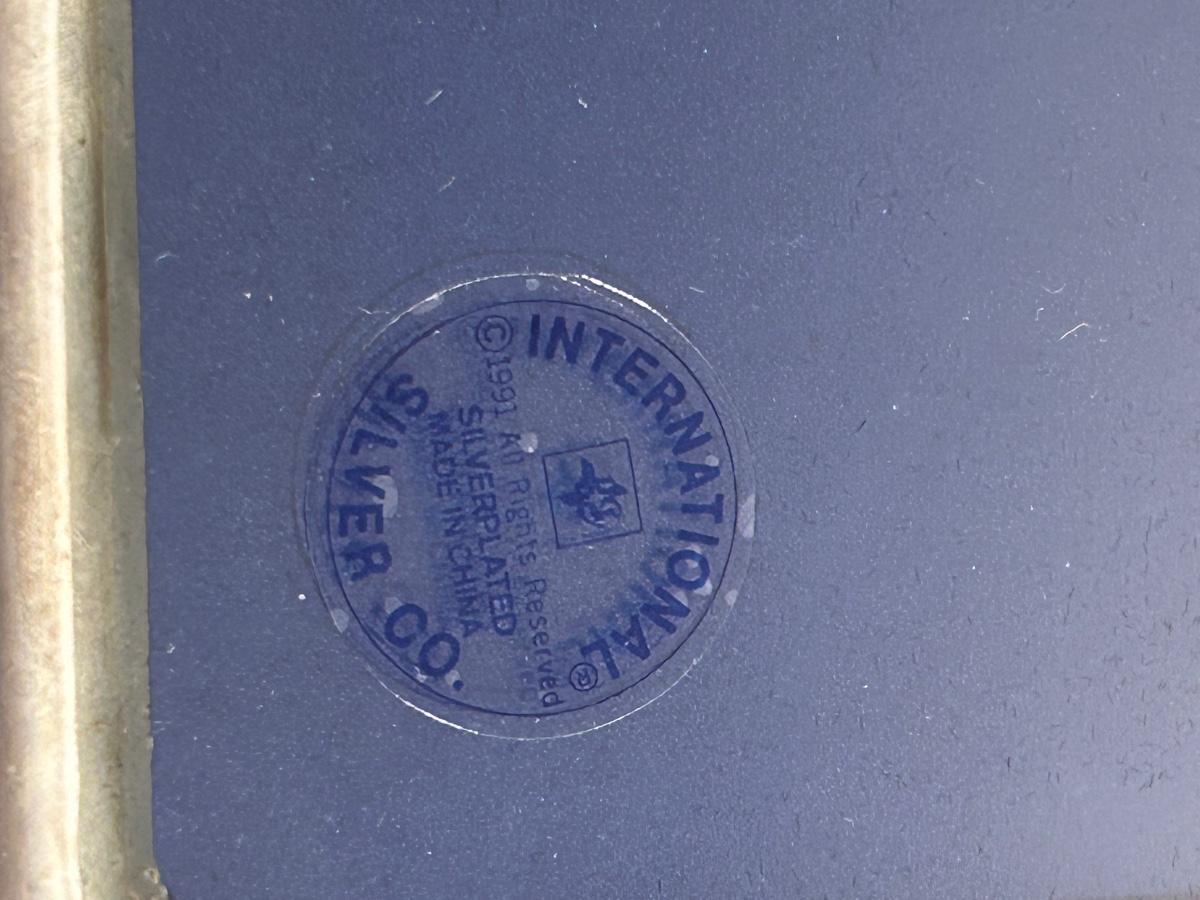 INTERNATIONAL®
© 1991 All Rights Reserved
SILVERPLATED
MADE IN CHINA
SILVER CO.